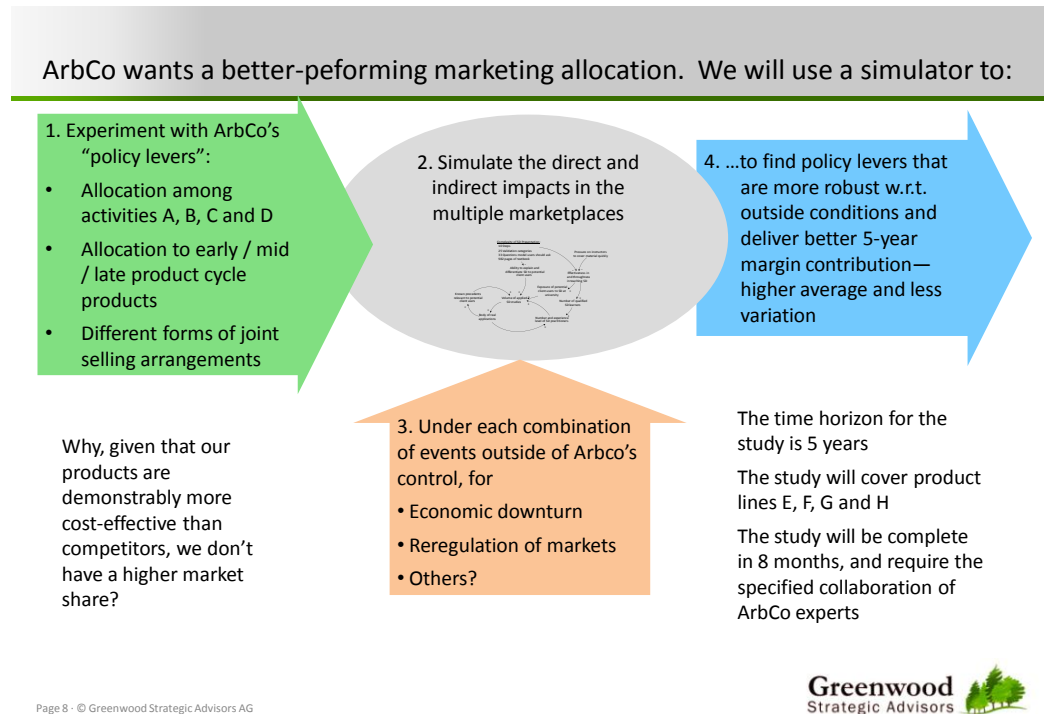 ArbCo wants a better-peforming marketing allocation.  We will use a simulator to:
1. Experiment with ArbCo's
"policy levers":
• Allocation among
activities A, B, C and D
• Allocation to early / mid
/ late product cycle
products
• Different forms of joint
selling arrangements
2. Simulate the direct and
indirect impacts in the
multiple marketplaces
4. …to find policy levers that
are more robust w.r.t.
outside conditions and
deliver better 5-year
margin contribution—
higher average and less
variation
3. Under each combination
of events outside of Arbco's
control, for
• Economic downturn
• Reregulation of markets
• Others?
Why, given that our
products are
demonstrably more
cost-effective than
competitors, we don't
have a higher market
share?
The time horizon for the
study is 5 years
The study will cover product
lines E, F, G and H
The study will be complete
in 8 months, and require the
specified collaboration of
ArbCo experts
Page 8 · © Greenwood Strategic Advisors AG
Greenwood
Strategic Advisors